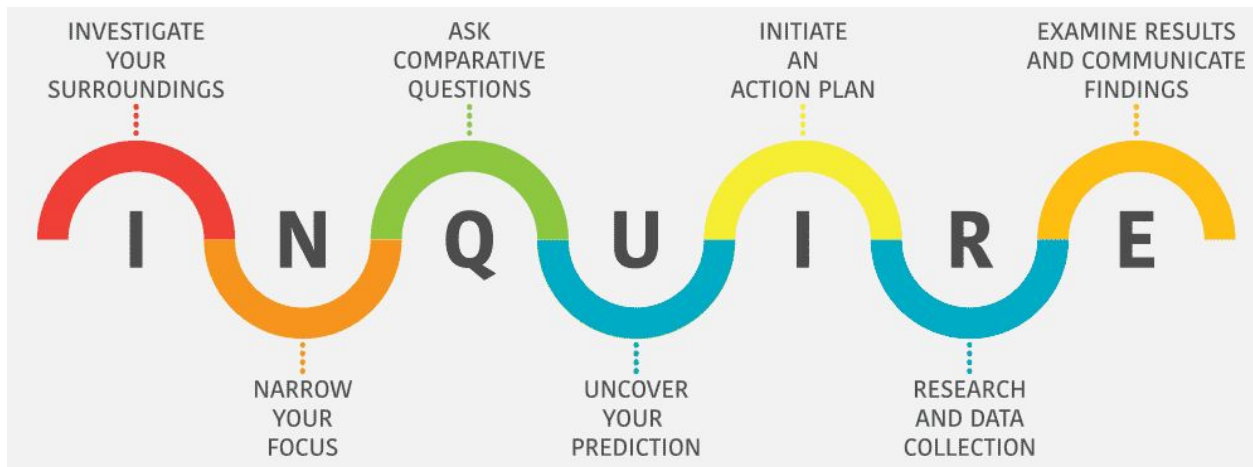 INVESTIGATE
YOUR
SURROUNDINGS
ASK
COMPARATIVE
QUESTIONS
INITIATE
AN
ACTION PLAN
EXAMINE RESULTS
AND COMMUNICATE
FINDINGS
I N Q U I R E
NARROW
YOUR
FOCUS
UNCOVER
YOUR
PREDICTION
RESEARCH
AND DATA
COLLECTION